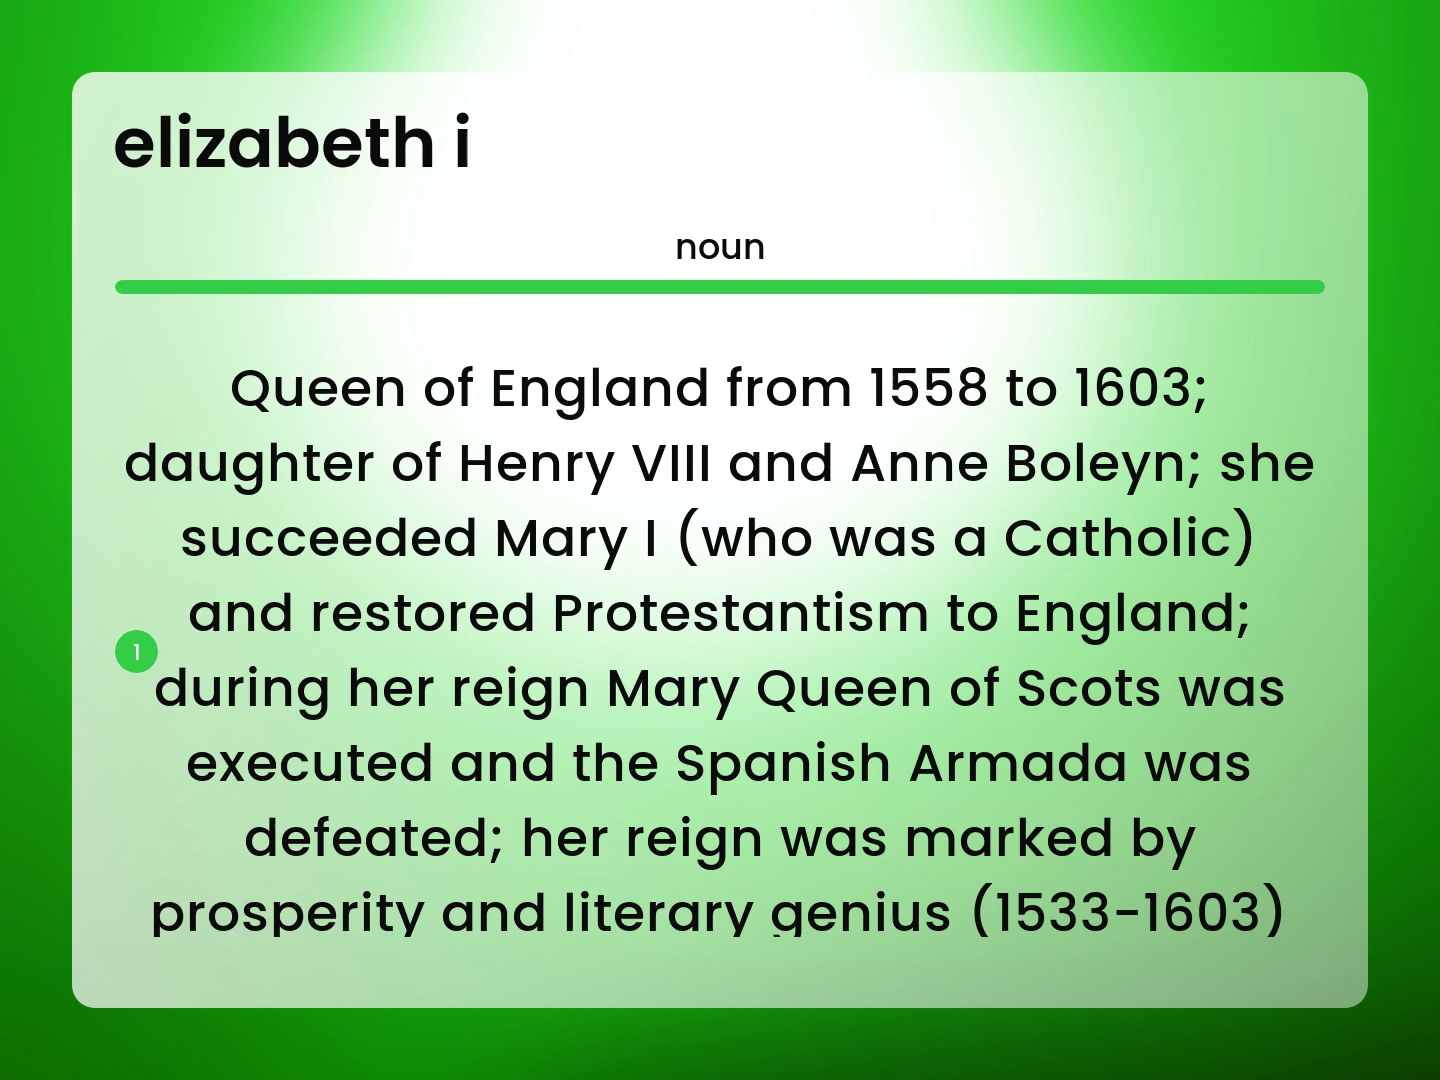 elizabeth i
noun
1
Queen of England from 1558 to 1603;
daughter of Henry VIII and Anne Boleyn; she
succeeded Mary I (who was a Catholic)
and restored Protestantism to England;
during her reign Mary Queen of Scots was
executed and the Spanish Armada was
defeated; her reign was marked by
prosperity and literary genius (1533-1603)